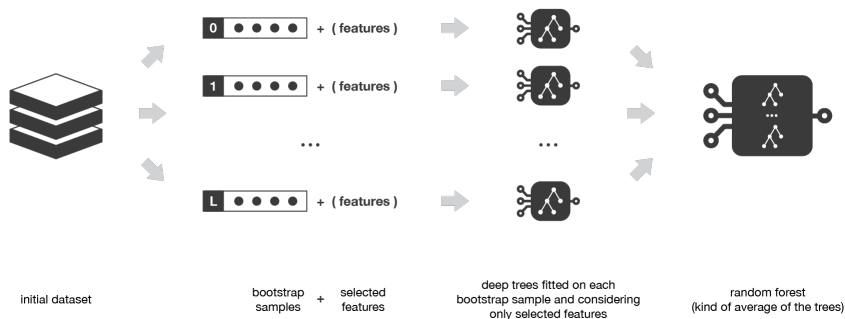 0 + ( features )
1 + ( features )
... ...
L + ( features )
...
initial dataset
bootstrap
samples
+
selected
features
deep trees fitted on each
bootstrap sample and considering
only selected features
random forest
(kind of average of the trees)